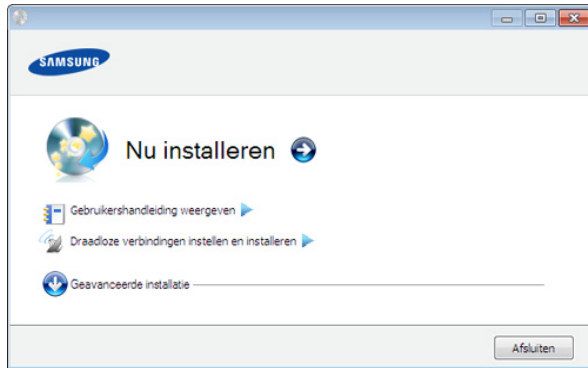 SAMSUNG
Nu installeren
Gebruikershandleiding weergeven
Draadloze verbindingen instellen en installeren
Geavanceerde installatie
Afsluiten